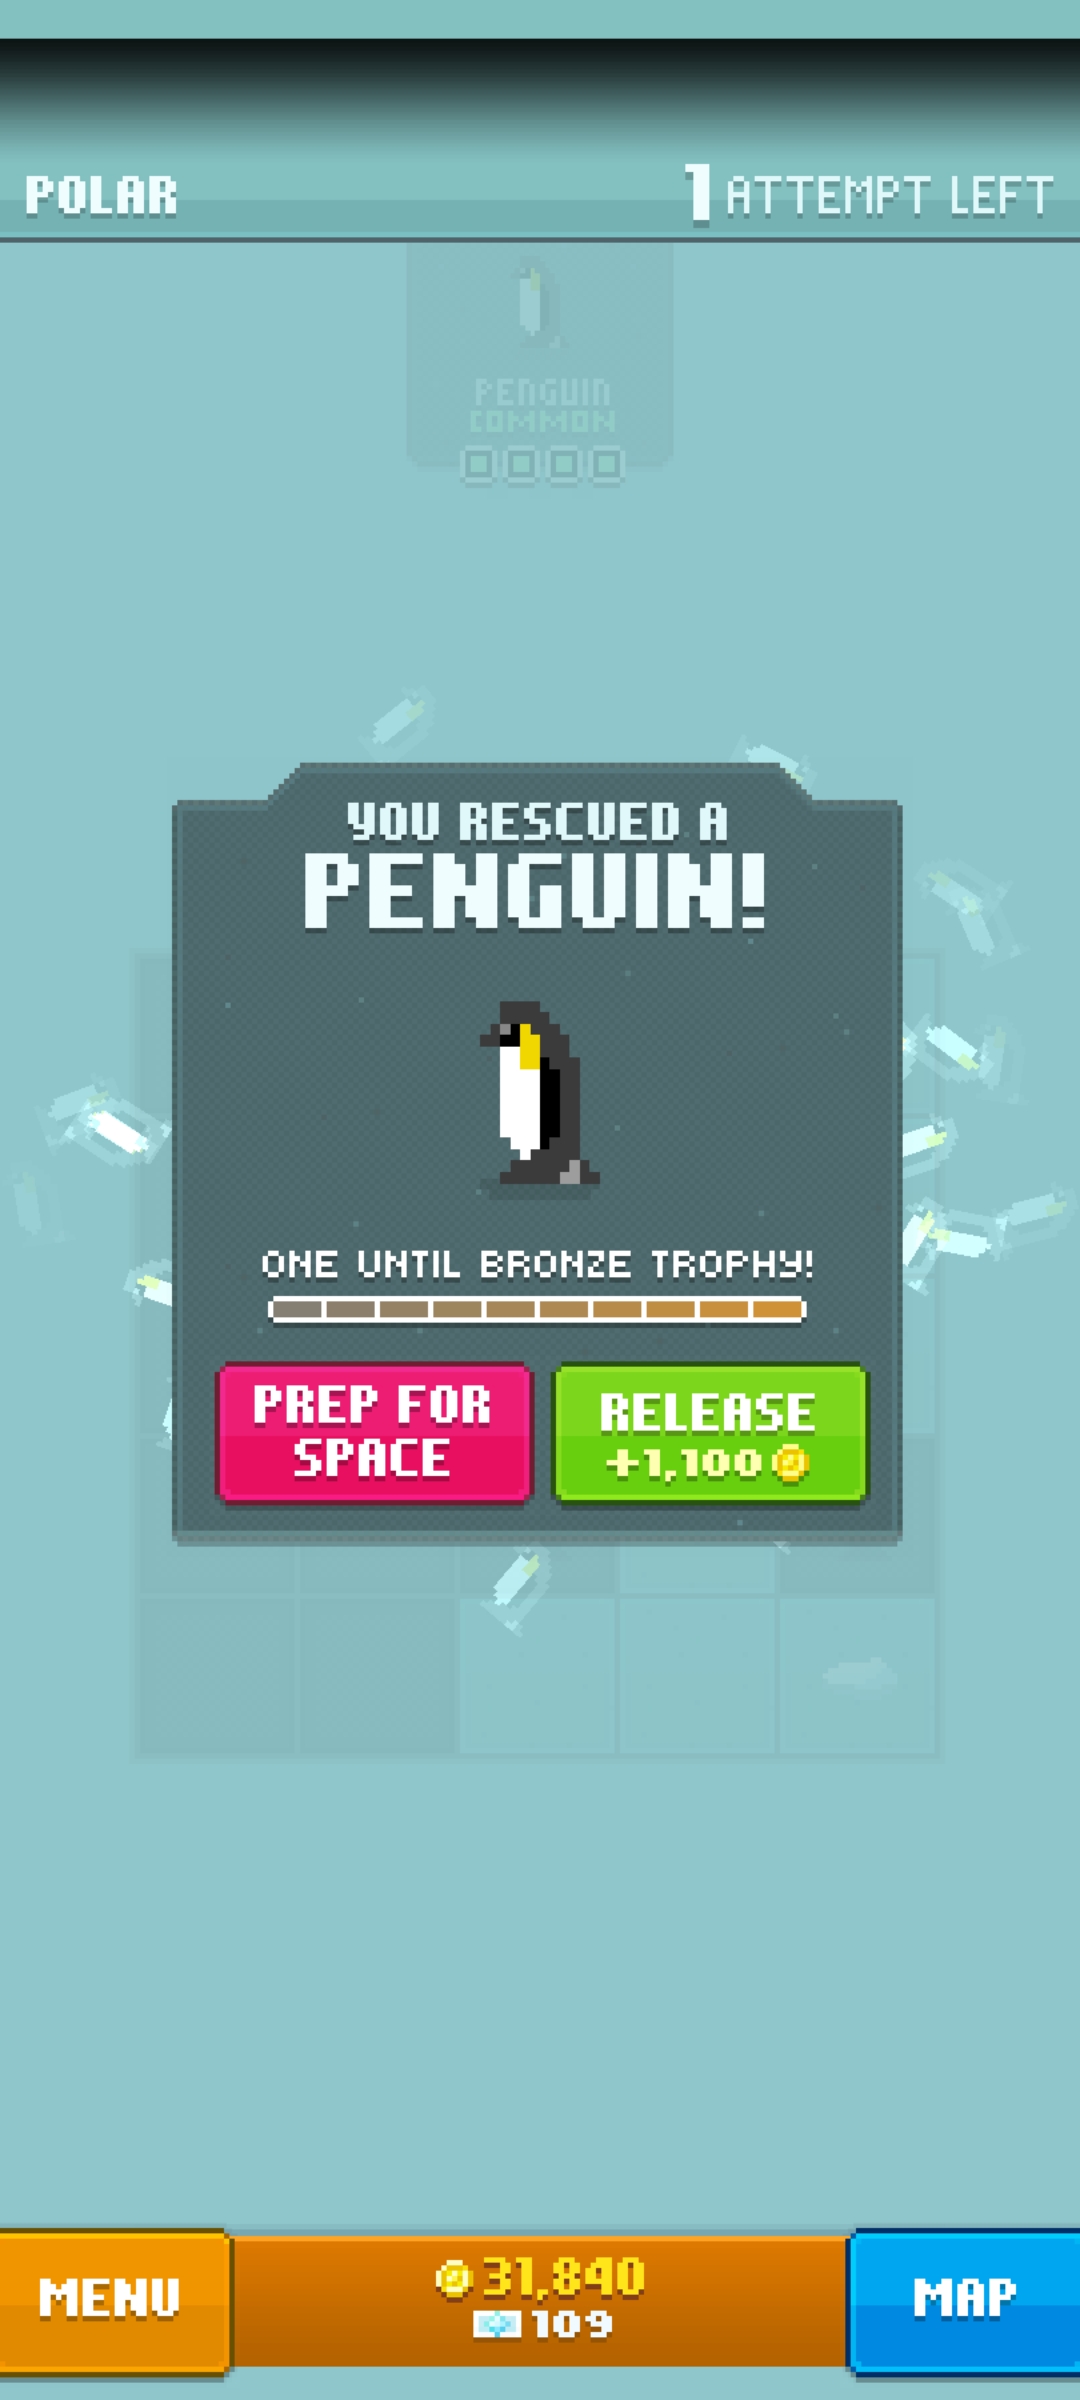 POLAR
1 ATTEMPT LEFT
PENGUIN
COMMON
YOU RESCUED A
PENGUIN!
ONE UNTIL BRONZE TROPHY!
PREP FOR
SPACE
RELEASE
+1,100
MENU
31,840
109
MAP